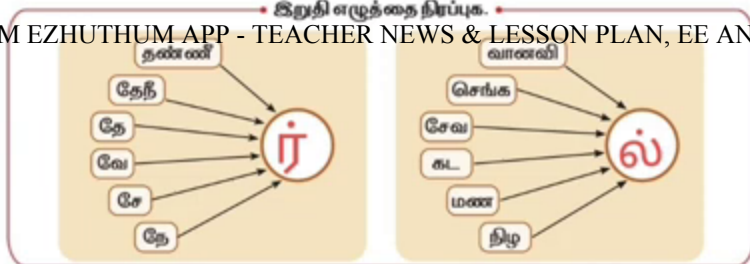 இறுதி எழுத்தை நிரப்புக.
M EZHUTHUM APP - TEACHER NEWS & LESSON PLAN, EE AN
தண்ணீ
தேநீ
தே
வே
சே
நே
ர்
வானவி
செங்க
சேவ
கட
மண
நிழ
ல்